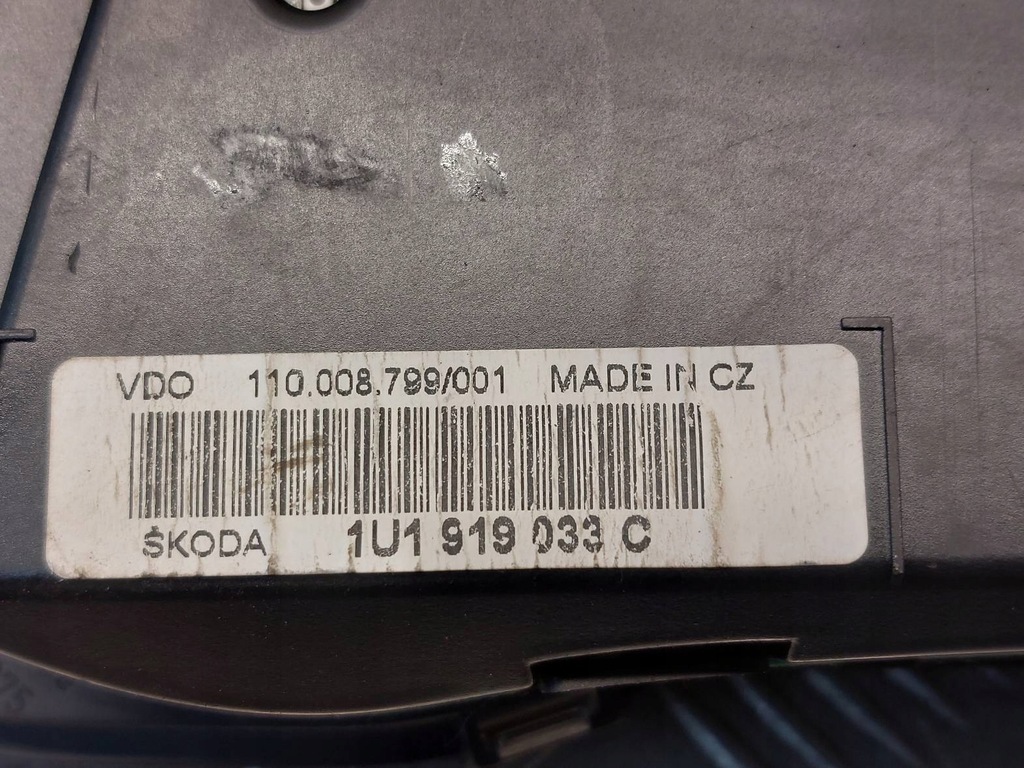 VDO 110.008.799/001 MADE IN CZ
ŠKODA 1U1 919 033 C